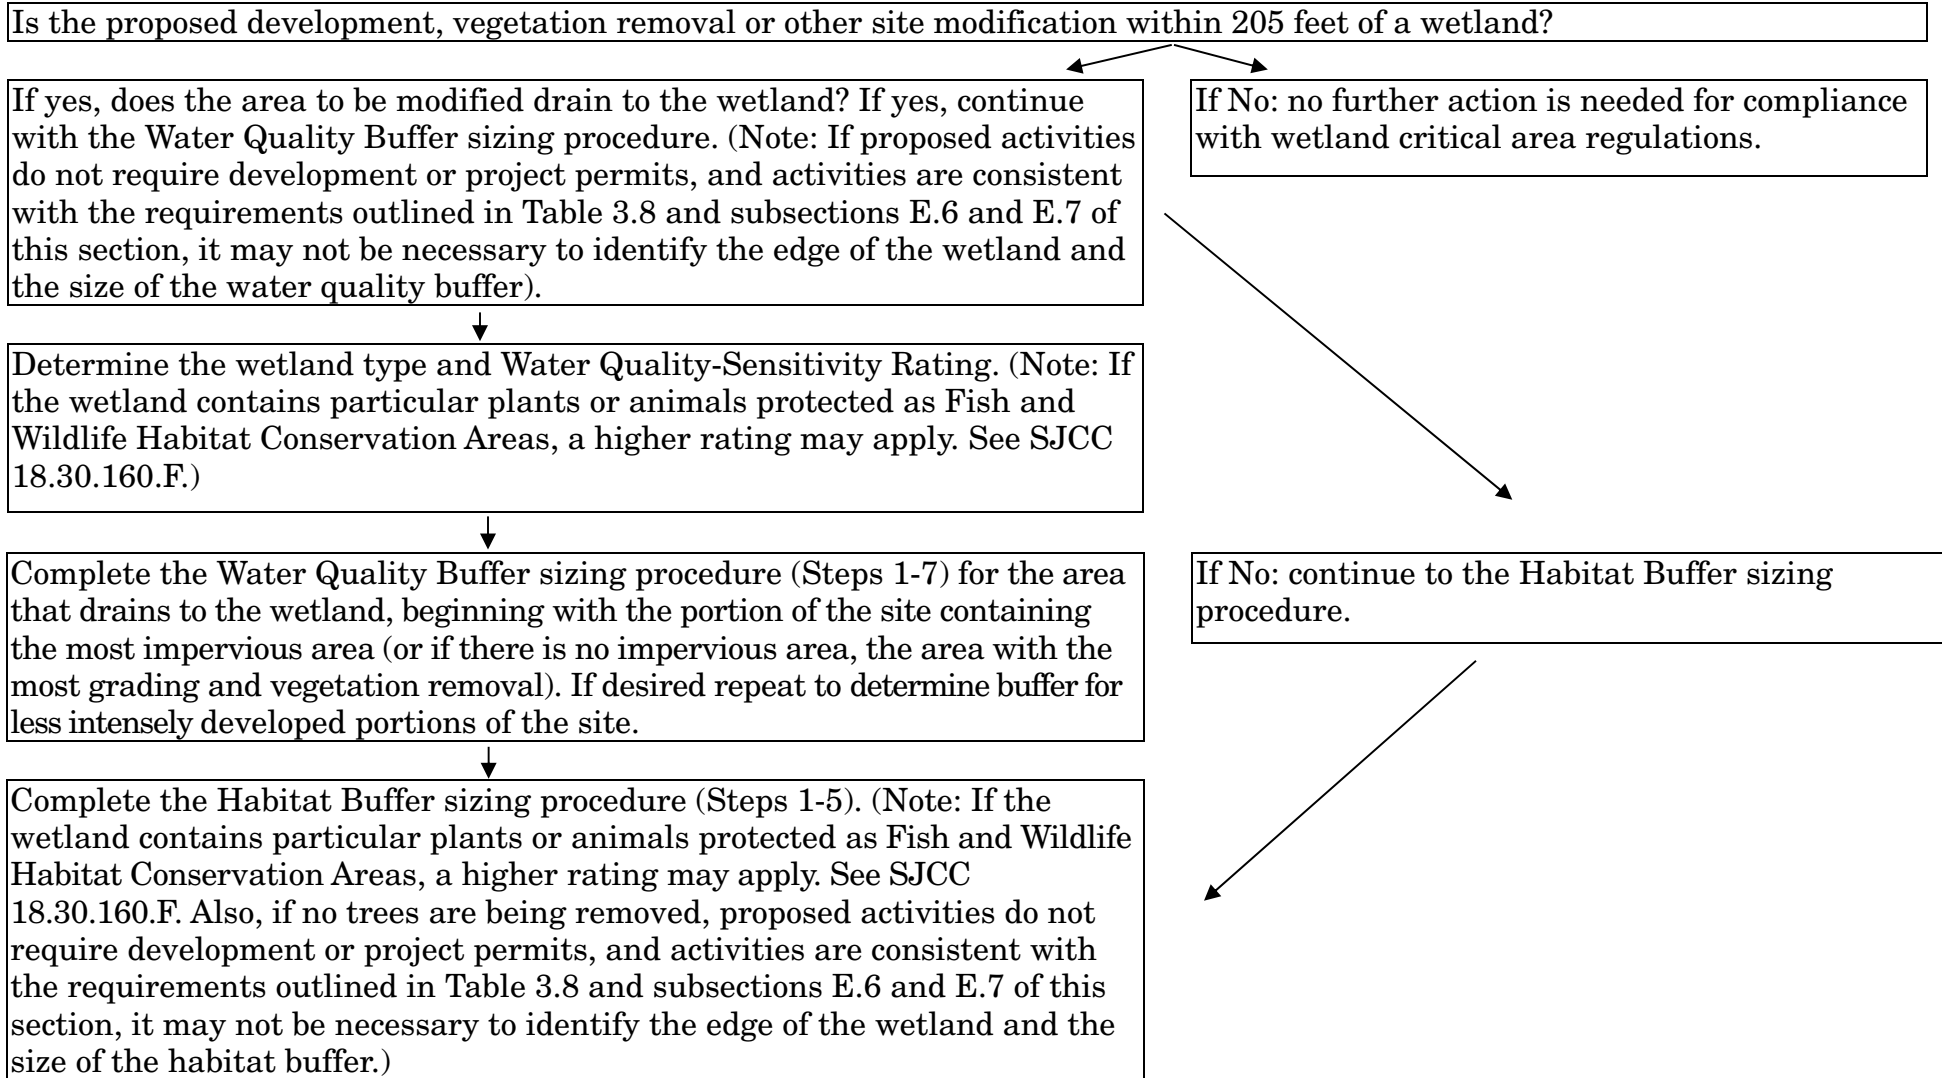 Is the proposed development, vegetation removal or other site modification within 205 feet of a wetland?
If yes, does the area to be modified drain to the wetland? If yes, continue
with the Water Quality Buffer sizing procedure. (Note: If proposed activities
do not require development or project permits, and activities are consistent
with the requirements outlined in Table 3.8 and subsections E.6 and E.7 of
this section, it may not be necessary to identify the edge of the wetland and
the size of the water quality buffer).
If No: no further action is needed for compliance
with wetland critical area regulations.
Determine the wetland type and Water Quality-Sensitivity Rating. (Note: If
the wetland contains particular plants or animals protected as Fish and
Wildlife Habitat Conservation Areas, a higher rating may apply. See SJCC
18.30.160.F.)
Complete the Water Quality Buffer sizing procedure (Steps 1-7) for the area
that drains to the wetland, beginning with the portion of the site containing
the most impervious area (or if there is no impervious area, the area with the
most grading and vegetation removal). If desired repeat to determine buffer for
less intensely developed portions of the site.
If No: continue to the Habitat Buffer sizing
procedure.
Complete the Habitat Buffer sizing procedure (Steps 1-5). (Note: If the
wetland contains particular plants or animals protected as Fish and Wildlife
Habitat Conservation Areas, a higher rating may apply. See SJCC
18.30.160.F. Also, if no trees are being removed, proposed activities do not
require development or project permits, and activities are consistent with
the requirements outlined in Table 3.8 and subsections E.6 and E.7 of this
section, it may not be necessary to identify the edge of the wetland and the
size of the habitat buffer.)